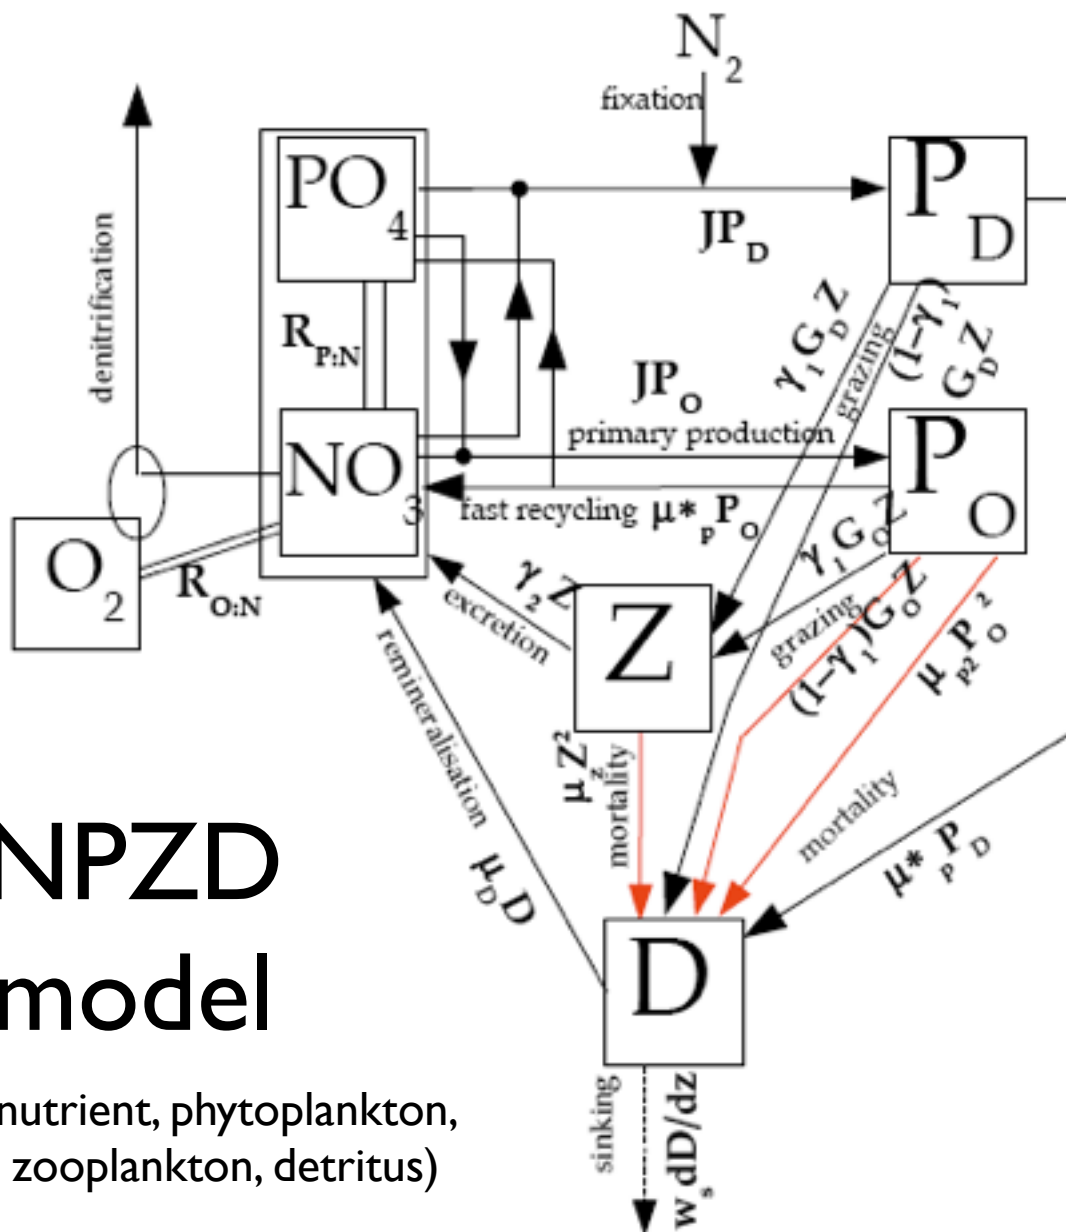 N2
fixation
denitrification
PO4
JPD
PD
RP:N
γ1GDZ
grazing
(1-γ1)
GDZ
JPO
primary production
NO3
PO
fast recycling μ*pPO
O2
RO:N
γ2Z
excretion
Z
γ1GOZ
grazing
(1-γ1)GOZ
μp2PO²
remineralisation μDD
μzZ²
mortality
mortality
μ*pPD
D
NPZD
model
nutrient, phytoplankton,
zooplankton, detritus)
sinking
wsdD/dz